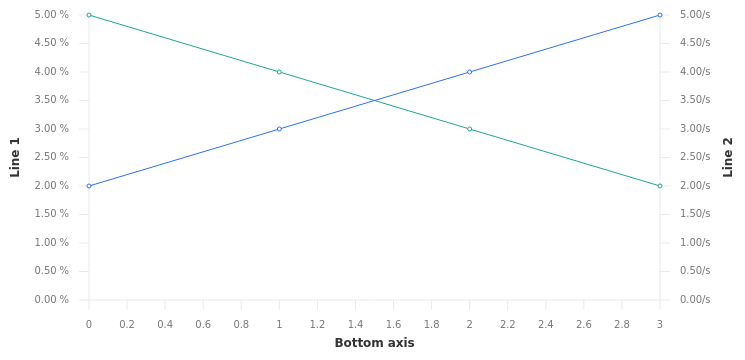 5.00 % 5.00/s
4.50 % 4.50/s
4.00 % 4.00/s
3.50 % 3.50/s
3.00 % 3.00/s
2.50 % 2.50/s
2.00 % 2.00/s
1.50 % 1.50/s
1.00 % 1.00/s
0.50 % 0.50/s
0.00 % 0.00/s
Line 1
Line 2
0 0.2 0.4 0.6 0.8 1 1.2 1.4 1.6 1.8 2 2.2 2.4 2.6 2.8 3
Bottom axis